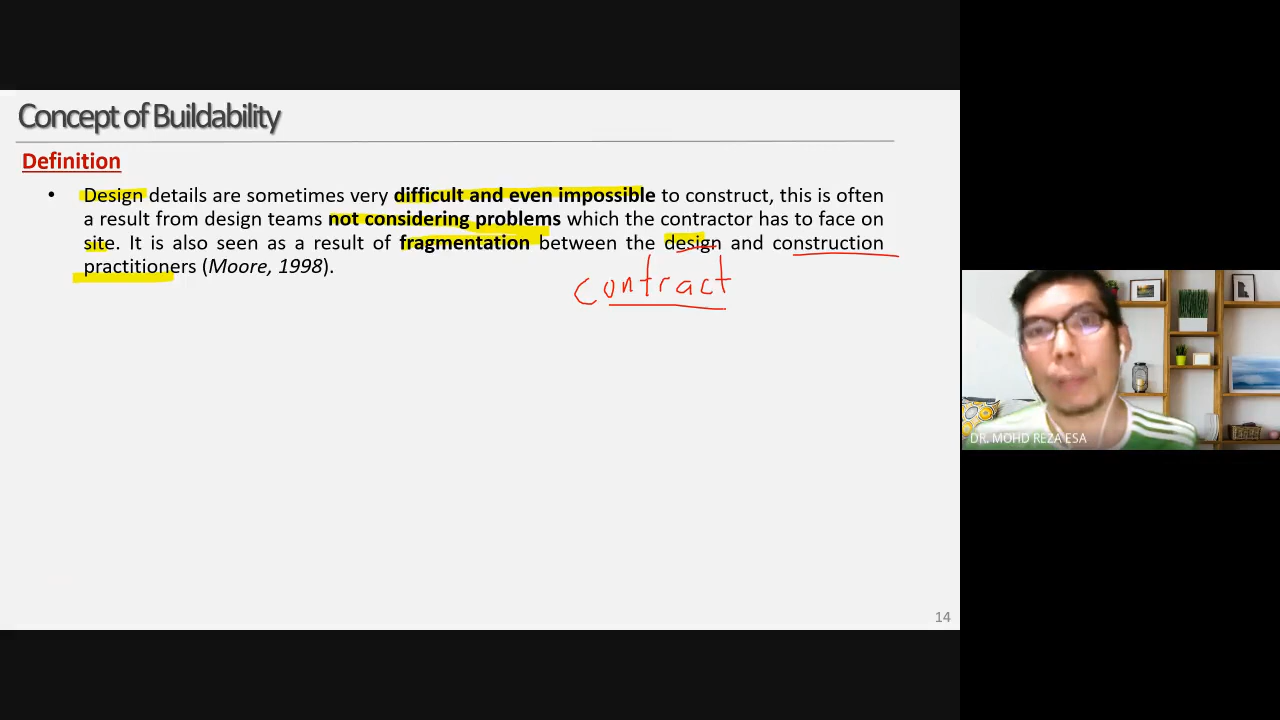 Concept of Buildability
Definition
• Design details are sometimes very difficult and even impossible to construct, this is often
a result from design teams not considering problems which the contractor has to face on
site. It is also seen as a result of fragmentation between the design and construction
practitioners (Moore, 1998).
contract
DR. MOHD REZA ESA
14